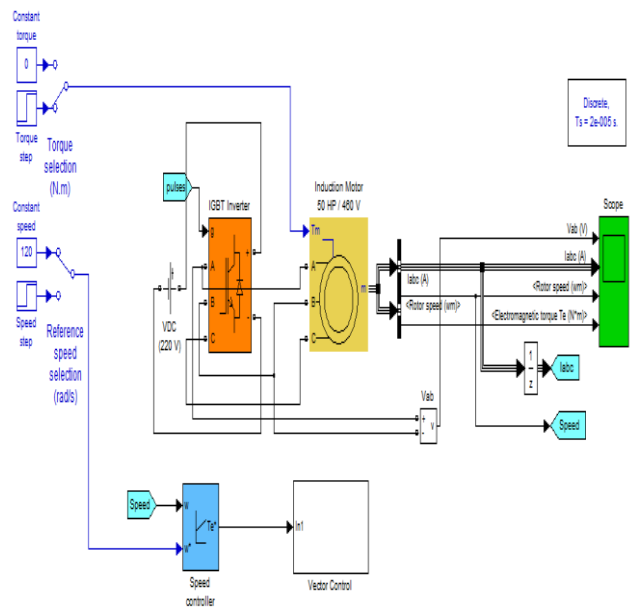 Constant
torque
0
Torque
step
Torque
selection
(N.m)
Constant
speed
120
Speed
step
Reference
speed
selection
(rad/s)
Discrete,
Ts = 2e-005 s.
pulses
IGBT Inverter
g
A
B
C
+
-
VDC
(220 V)
+
Induction Motor
50 HP / 460 V
Tm
A
B
C
m
Iabc (A)
<Rotor speed (wm)>
Scope
Vab (V)
Iabc (A)
<Rotor speed (wm)>
<Electromagnetic torque Te (N*m)>
1
z
Iabc
Speed
Vab
+
-
v
Speed
w
w*
Te*
Speed
controller
In1
Vector Control